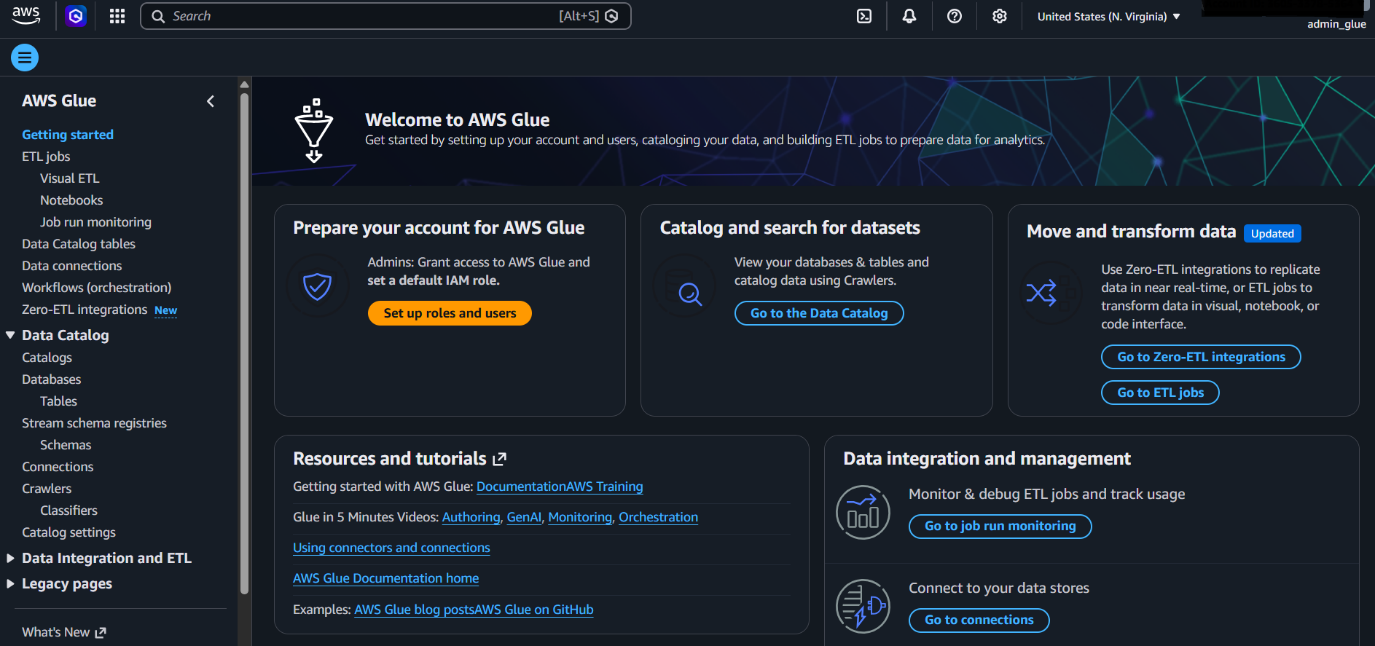 aws
Search
[Alt+S]
United States (N. Virginia)
admin_glue
AWS Glue
Getting started
ETL jobs
Visual ETL
Notebooks
Job run monitoring
Data Catalog tables
Data connections
Workflows (orchestration)
Zero-ETL integrations New
Data Catalog
Catalogs
Databases
Tables
Stream schema registries
Schemas
Connections
Crawlers
Classifiers
Catalog settings
Data Integration and ETL
Legacy pages
What's New
Welcome to AWS Glue
Get started by setting up your account and users, cataloging your data, and building ETL jobs to prepare data for analytics.
Prepare your account for AWS Glue
Admins: Grant access to AWS Glue and
set a default IAM role.
Set up roles and users
Catalog and search for datasets
View your databases & tables and
catalog data using Crawlers.
Go to the Data Catalog
Move and transform data Updated
Use Zero-ETL integrations to replicate
data in near real-time, or ETL jobs to
transform data in visual, notebook, or
code interface.
Go to Zero-ETL integrations
Go to ETL jobs
Resources and tutorials
Getting started with AWS Glue: DocumentationAWS Training
Glue in 5 Minutes Videos: Authoring, GenAI, Monitoring, Orchestration
Using connectors and connections
AWS Glue Documentation home
Examples: AWS Glue blog postsAWS Glue on GitHub
Data integration and management
Monitor & debug ETL jobs and track usage
Go to job run monitoring
Connect to your data stores
Go to connections